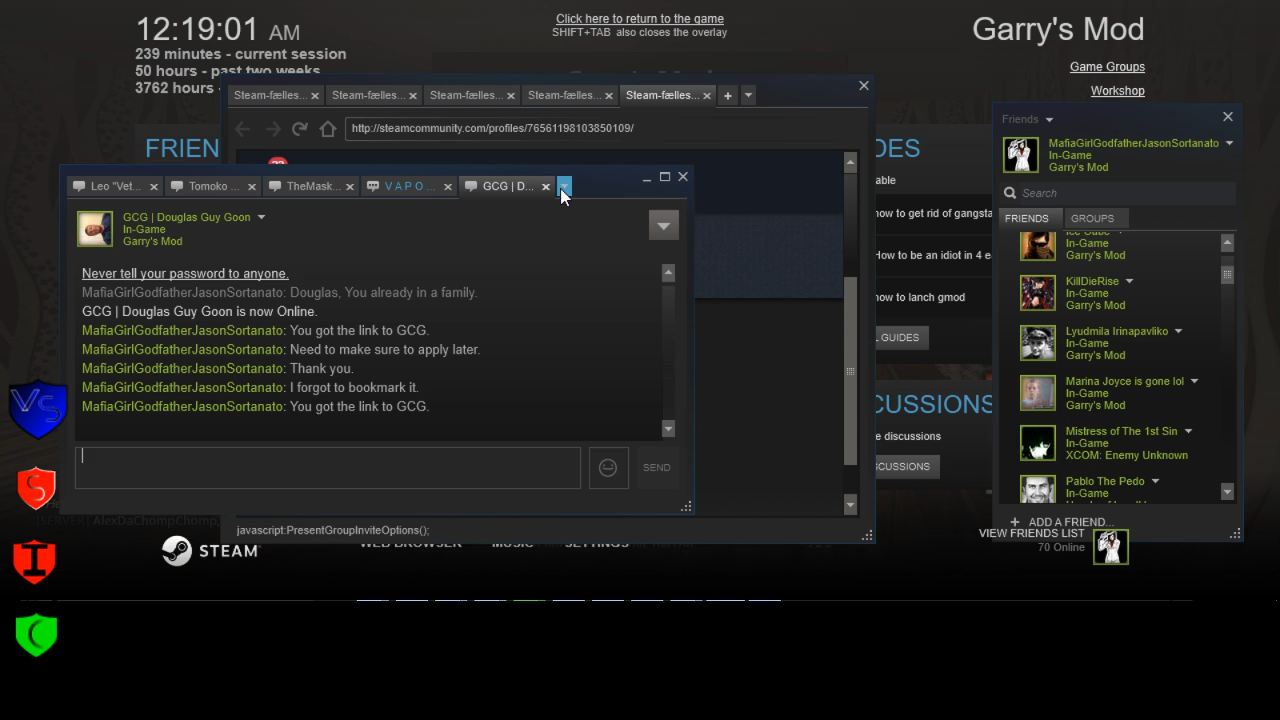 12:19:01 AM
239 minutes - current session
50 hours - past two weeks
3762 hours -
Click here to return to the game
SHIFT+TAB also closes the overlay
Garry's Mod
Game Groups
Workshop
Steam-fælles...
Steam-fælles...
Steam-fælles...
Steam-fælles...
Steam-fælles...
http://steamcommunity.com/profiles/76561198103850109/
FRIEN
DES
able
how to get rid of gangsta
How to be an idiot in 4 e
how to lanch gmod
L GUIDES
CUSSIONS
e discussions
SCUSSIONS
Leo "Vet...
Tomoko ...
TheMask...
V A P O ...
GCG | D...
GCG | Douglas Guy Goon
In-Game
Garry's Mod
Never tell your password to anyone.
MafiaGirlGodfatherJasonSortanato: Douglas, You already in a family.
GCG | Douglas Guy Goon is now Online.
MafiaGirlGodfatherJasonSortanato: You got the link to GCG.
MafiaGirlGodfatherJasonSortanato: Need to make sure to apply later.
MafiaGirlGodfatherJasonSortanato: Thank you.
MafiaGirlGodfatherJasonSortanato: I forgot to bookmark it.
MafiaGirlGodfatherJasonSortanato: You got the link to GCG.
SEND
javascript:PresentGroupInviteOptions();
Friends
MafiaGirlGodfatherJasonSortanato
In-Game
Garry's Mod
Search
FRIENDS
GROUPS
Ice Cube
In-Game
Garry's Mod
KillDieRise
In-Game
Garry's Mod
Lyudmila Irinapavliko
In-Game
Garry's Mod
Marina Joyce is gone lol
In-Game
Garry's Mod
Mistress of The 1st Sin
In-Game
XCOM: Enemy Unknown
Pablo The Pedo
In-Game
+ ADD A FRIEND...
VIEW FRIENDS LIST
70 Online
[SERVER] AlexDaChompChomp,
STEAM
WEB BROWSER
MUSIC
SETTINGS
VS
S
I
C